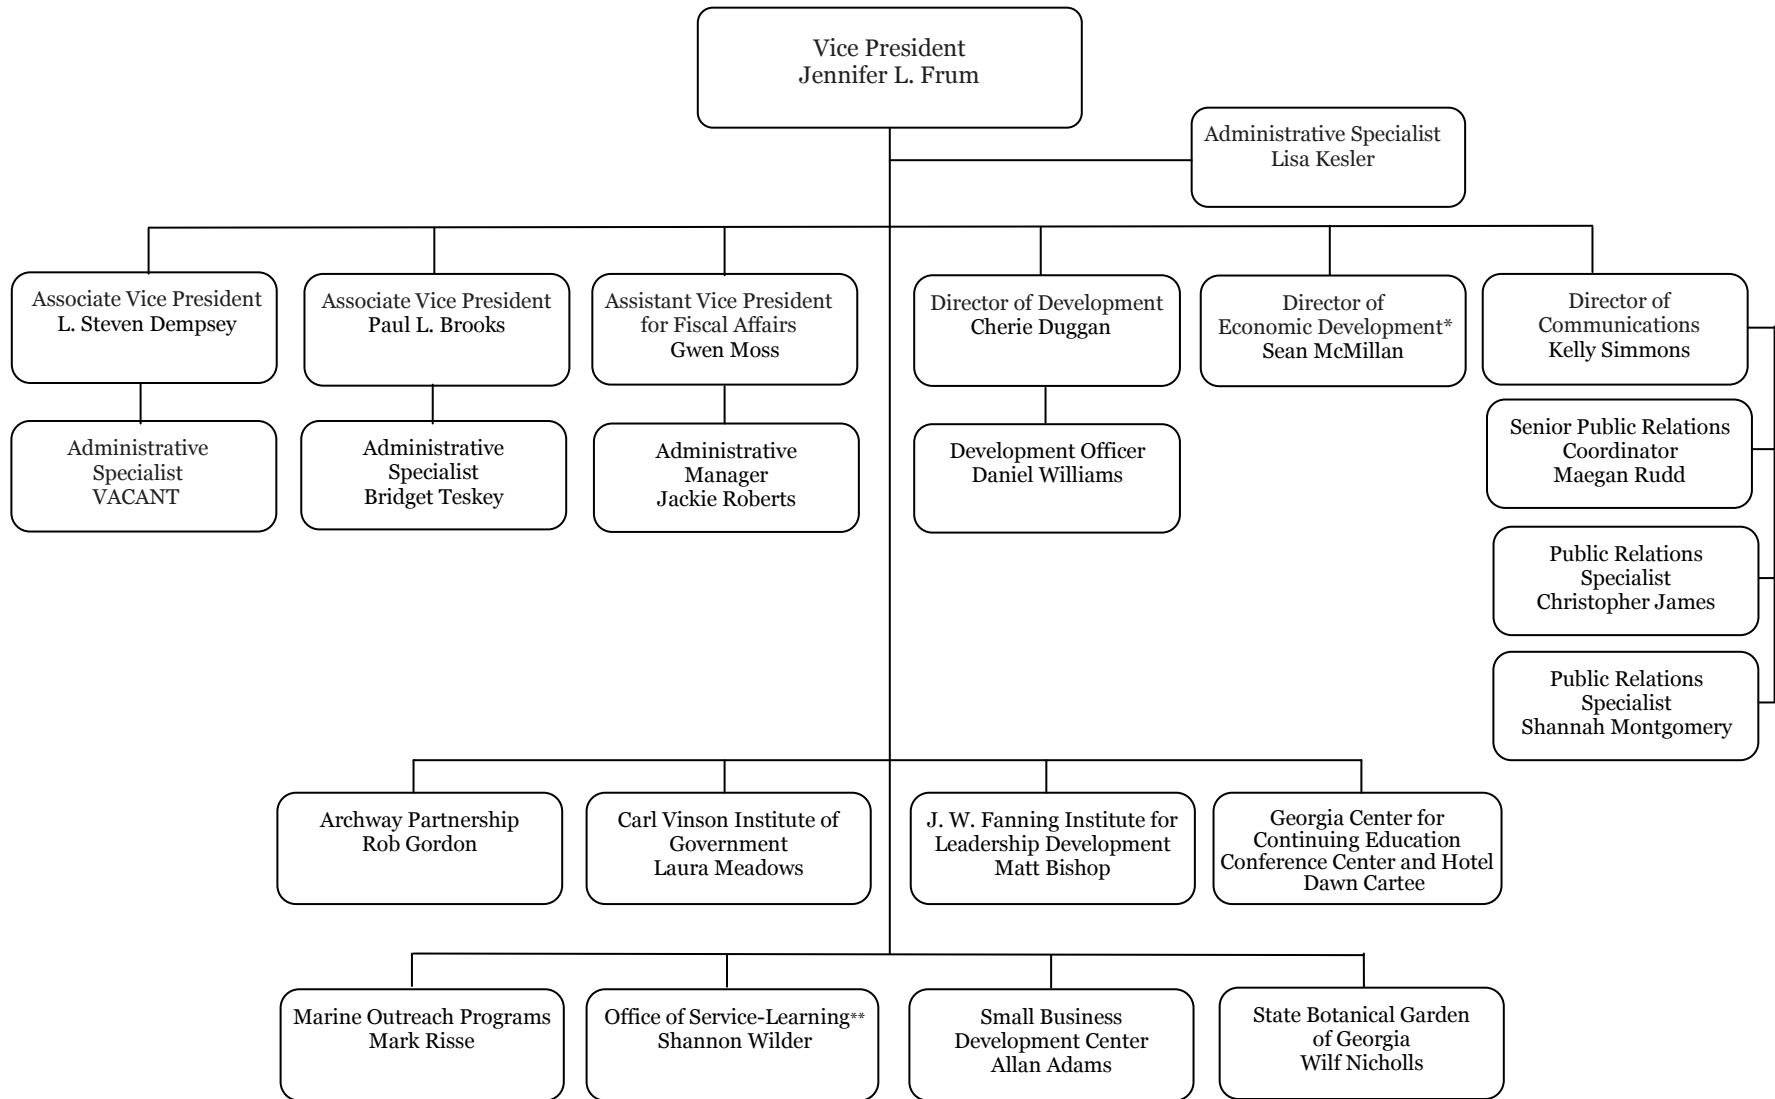 Vice President
Jennifer L. Frum
Administrative Specialist
Lisa Kesler
Associate Vice President
L. Steven Dempsey
Associate Vice President
Paul L. Brooks
Assistant Vice President
for Fiscal Affairs
Gwen Moss
Director of Development
Cherie Duggan
Director of
Economic Development*
Sean McMillan
Director of
Communications
Kelly Simmons
Administrative
Specialist
VACANT
Administrative
Specialist
Bridget Teskey
Administrative
Manager
Jackie Roberts
Development Officer
Daniel Williams
Senior Public Relations
Coordinator
Maegan Rudd
Public Relations
Specialist
Christopher James
Public Relations
Specialist
Shannah Montgomery
Archway Partnership
Rob Gordon
Carl Vinson Institute of
Government
Laura Meadows
J. W. Fanning Institute for
Leadership Development
Matt Bishop
Georgia Center for
Continuing Education
Conference Center and Hotel
Dawn Cartee
Marine Outreach Programs
Mark Risse
Office of Service-Learning**
Shannon Wilder
Small Business
Development Center
Allan Adams
State Botanical Garden
of Georgia
Wilf Nicholls